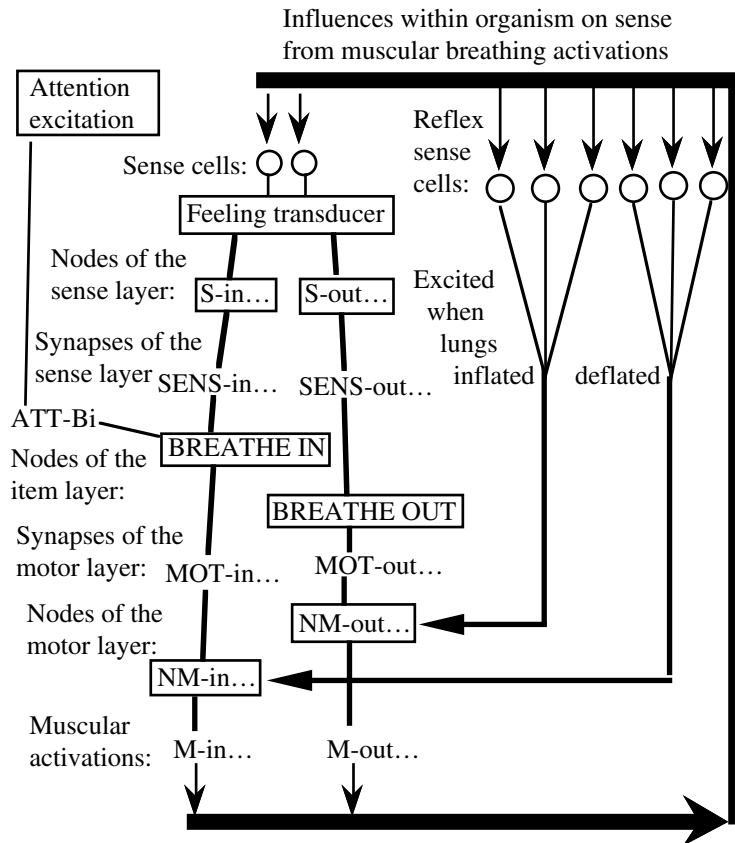 Influences within organism on sense
from muscular breathing activations
Attention
excitation
Reflex
sense
cells:
Sense cells:
Feeling transducer
Nodes of the
sense layer:
S-in…
S-out…
Excited
when
lungs
inflated
deflated
Synapses of the
sense layer
SENS-in…
SENS-out…
ATT-Bi
BREATHE IN
Nodes of the
item layer:
BREATHE OUT
Synapses of the
motor layer:
MOT-in…
MOT-out…
Nodes of the
motor layer:
NM-out…
NM-in…
Muscular
activations:
M-in…
M-out…